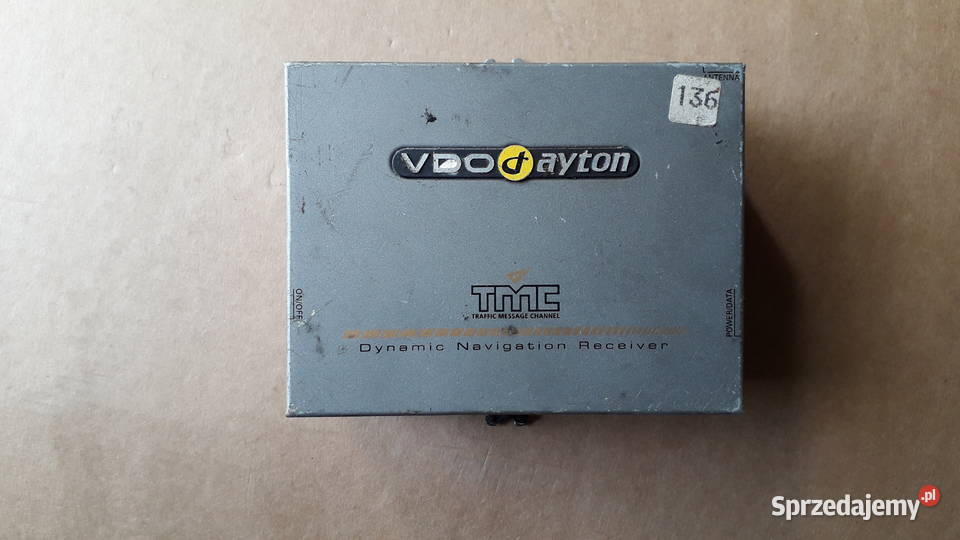 ANTENNA
136
VDO dayton
ON/OFF
POWER/DATA
TMC
TRAFFIC MESSAGE CHANNEL
Dynamic Navigation Receiver
Sprzedajemy.pl